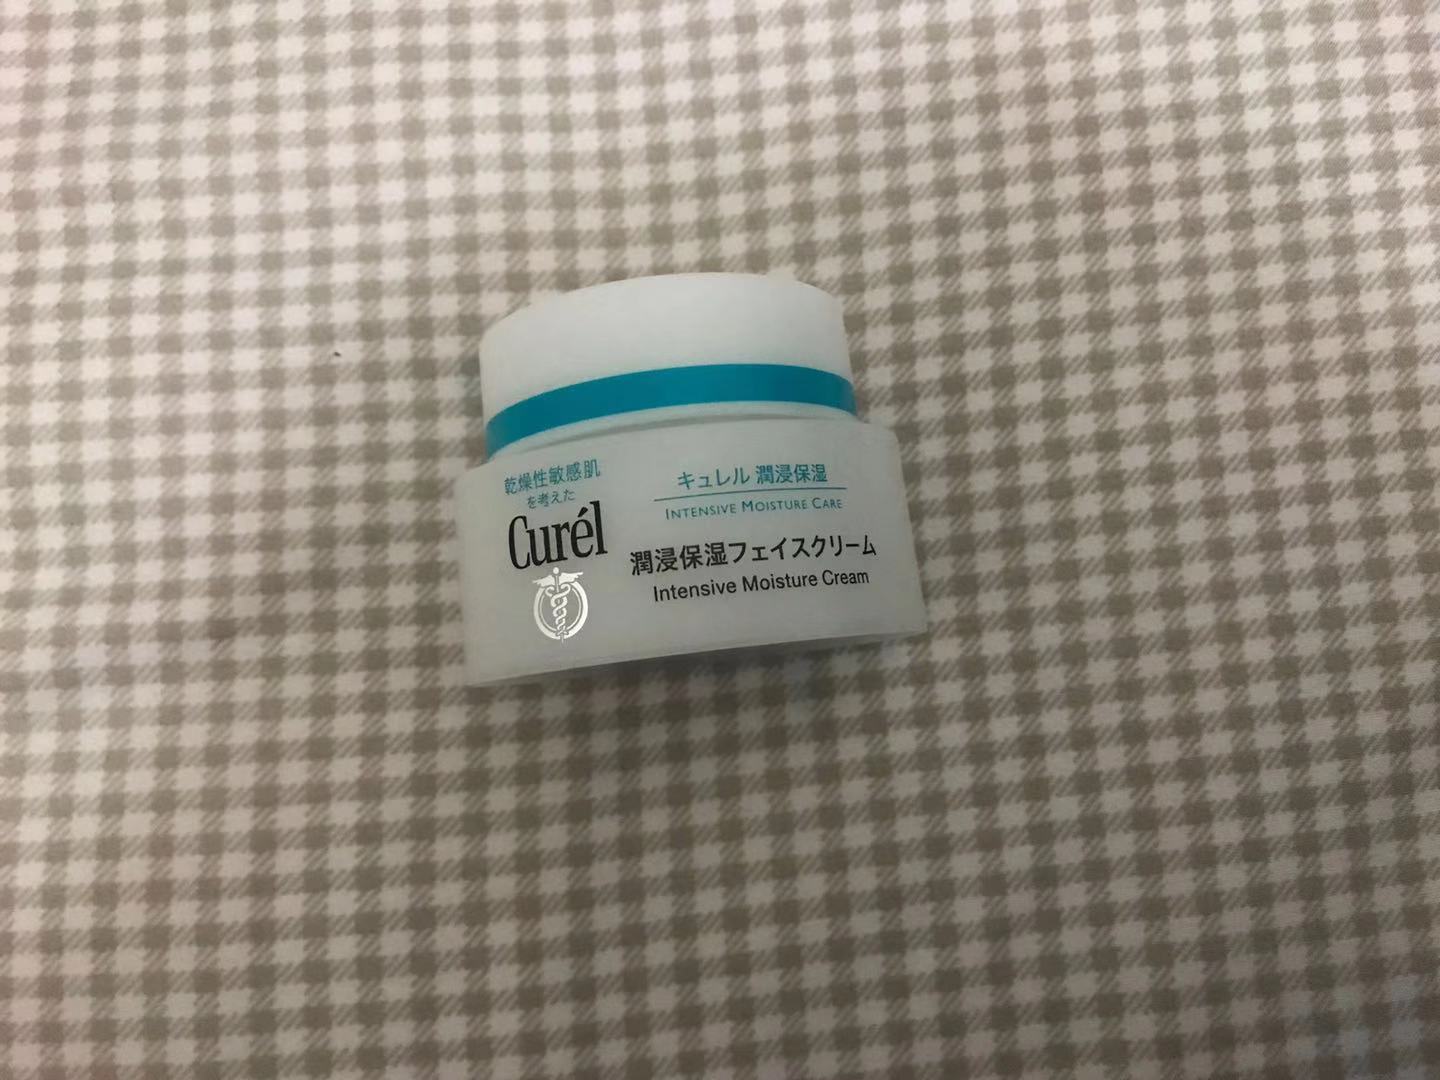 乾燥性敏感肌
を考えた
Curél
キュレル 潤浸保湿
INTENSIVE MOISTURE CARE
潤浸保湿フェイスクリーム
Intensive Moisture Cream